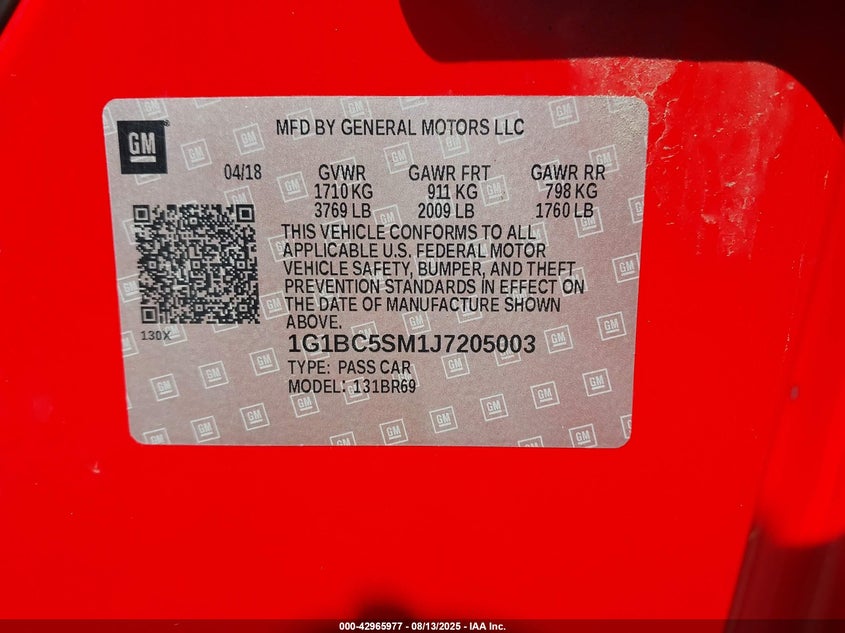 GM
MFD BY GENERAL MOTORS LLC
04/18 GVWR GAWR FRT GAWR RR
1710 KG 911 KG 798 KG
3769 LB 2009 LB 1760 LB
THIS VEHICLE CONFORMS TO ALL
APPLICABLE U.S. FEDERAL MOTOR
VEHICLE SAFETY, BUMPER, AND THEFT
PREVENTION STANDARDS IN EFFECT ON
THE DATE OF MANUFACTURE SHOWN
ABOVE.
130X
1G1BC5SM1J7205003
TYPE: PASS CAR
MODEL: 131BR69
000-42965977 - 08/13/2025 - IAA Inc.